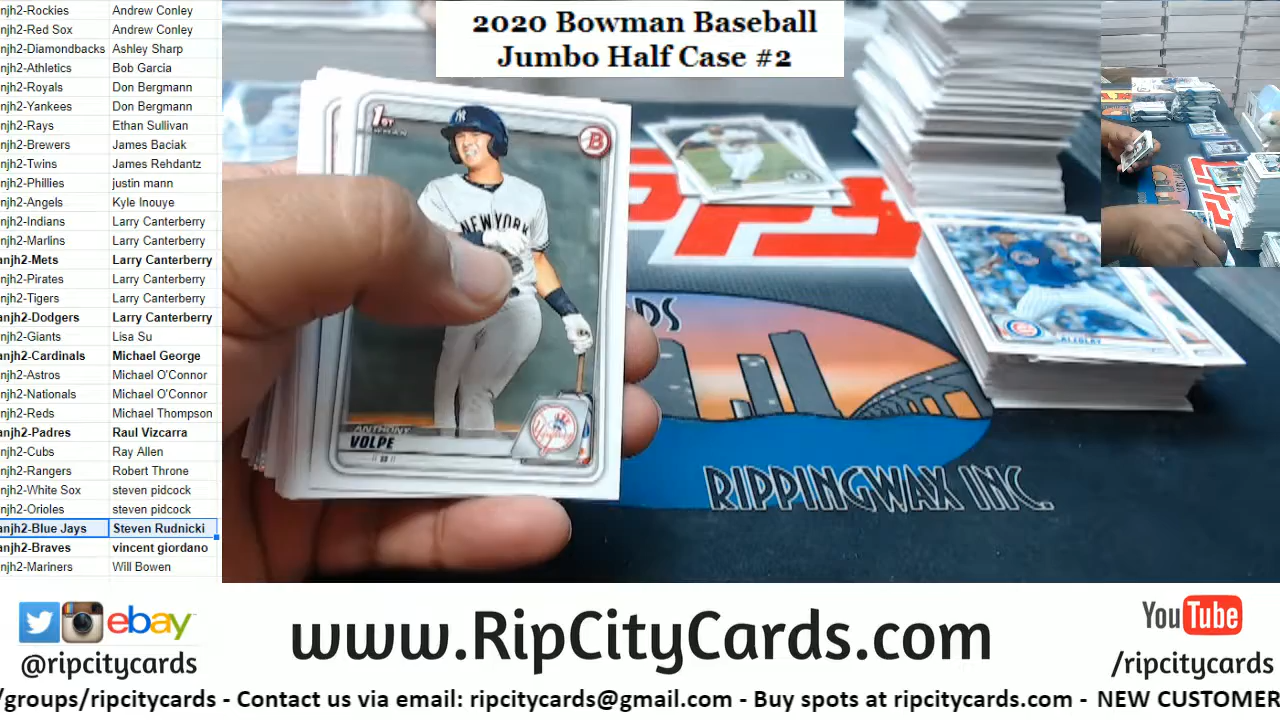 njh2-Rockies Andrew Conley
njh2-Red Sox Andrew Conley
njh2-Diamondbacks Ashley Sharp
njh2-Athletics Bob Garcia
njh2-Royals Don Bergmann
njh2-Yankees Don Bergmann
njh2-Rays Ethan Sullivan
njh2-Brewers James Baciak
njh2-Twins James Rehdantz
njh2-Phillies justin mann
njh2-Angels Kyle Inouye
njh2-Indians Larry Canterberry
njh2-Marlins Larry Canterberry
anjh2-Mets Larry Canterberry
njh2-Pirates Larry Canterberry
njh2-Tigers Larry Canterberry
anjh2-Dodgers Larry Canterberry
njh2-Giants Lisa Su
anjh2-Cardinals Michael George
njh2-Astros Michael O'Connor
njh2-Nationals Michael O'Connor
njh2-Reds Michael Thompson
anjh2-Padres Raul Vizcarra
njh2-Cubs Ray Allen
njh2-Rangers Robert Throne
njh2-White Sox steven pidcock
njh2-Orioles steven pidcock
anjh2-Blue Jays Steven Rudnicki
anjh2-Braves vincent giordano
njh2-Mariners Will Bowen
2020 Bowman Baseball
Jumbo Half Case #2
1ST
B
NEW YORK
ANTHONY
VOLPE
RDS
ALZOLAY
RIPPINGWAX INC.
ebay
@ripcitycards
www.RipCityCards.com
YouTube
/ripcitycards
/groups/ripcitycards - Contact us via email: ripcitycards@gmail.com - Buy spots at ripcitycards.com - NEW CUSTOMER